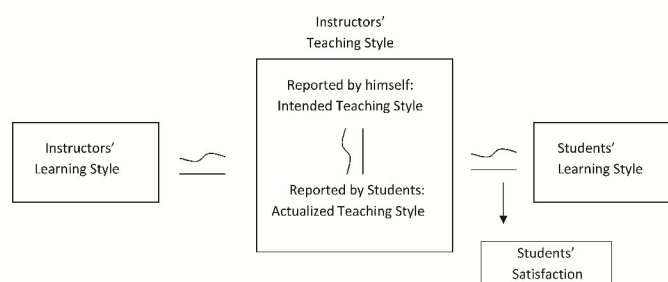 Instructors'
Teaching Style
Reported by himself:
Intended Teaching Style
Instructors'
Learning Style
Students'
Learning Style
Reported by Students:
Actualized Teaching Style
Students'
Satisfaction